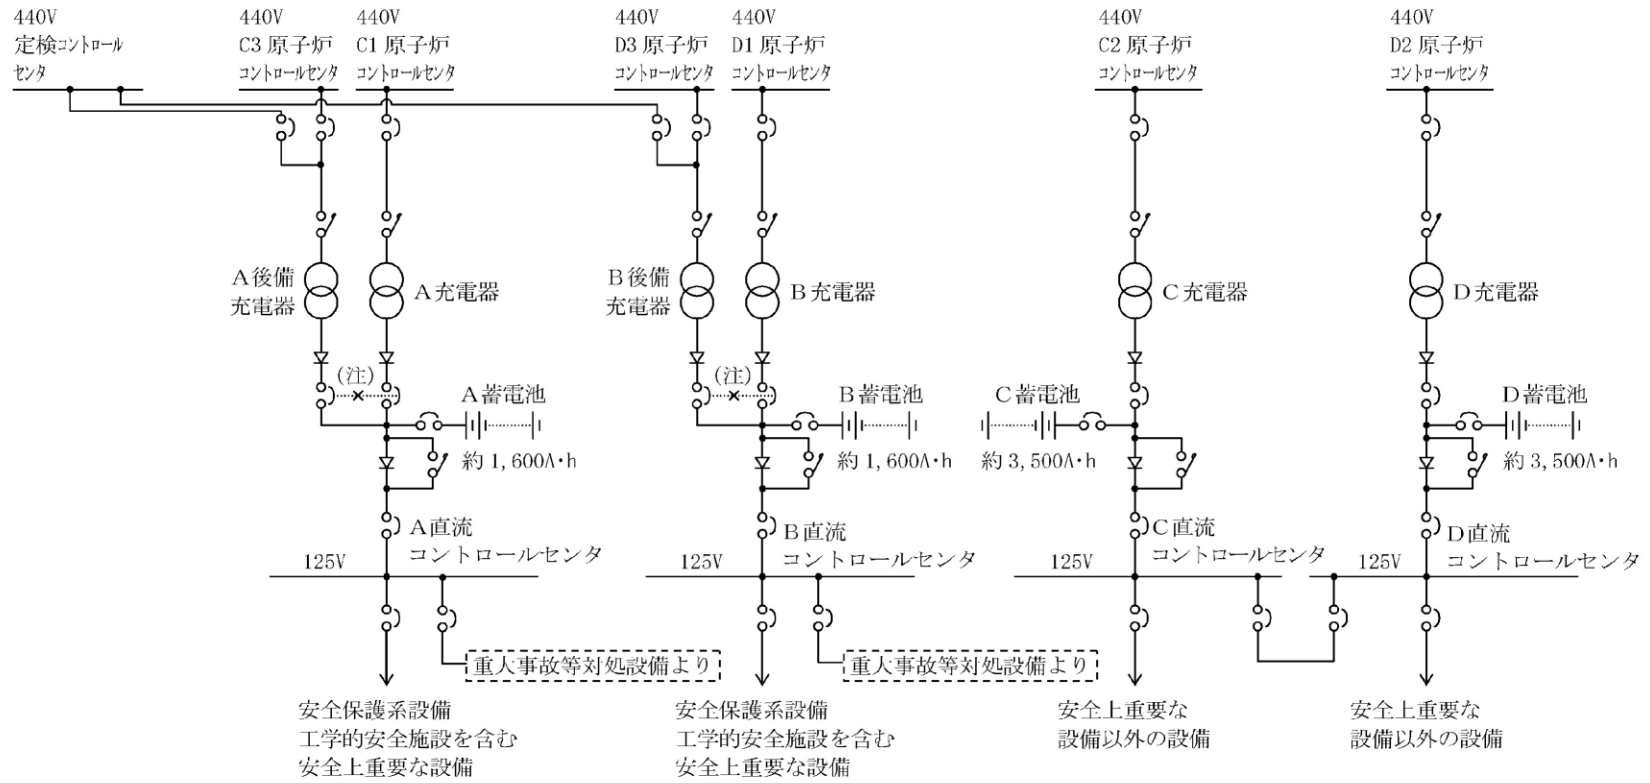 440V
定検コントロール
センタ
440V
C3 原子炉
コントロールセンタ
440V
C1 原子炉
コントロールセンタ
440V
D3 原子炉
コントロールセンタ
440V
D1 原子炉
コントロールセンタ
440V
C2 原子炉
コントロールセンタ
440V
D2 原子炉
コントロールセンタ
A後備
充電器
A充電器
B後備
充電器
B充電器
C充電器
D充電器
(注)
A蓄電池
約 1,600A・h
(注)
B蓄電池
約 1,600A・h
C蓄電池
約 3,500A・h
D蓄電池
約 3,500A・h
A直流
コントロールセンタ
125V
B直流
コントロールセンタ
125V
C直流
コントロールセンタ
125V
D直流
コントロールセンタ
125V
重大事故等対処設備より
重大事故等対処設備より
安全保護系設備
工学的安全施設を含む
安全上重要な設備
安全保護系設備
工学的安全施設を含む
安全上重要な設備
安全上重要な
設備以外の設備
安全上重要な
設備以外の設備